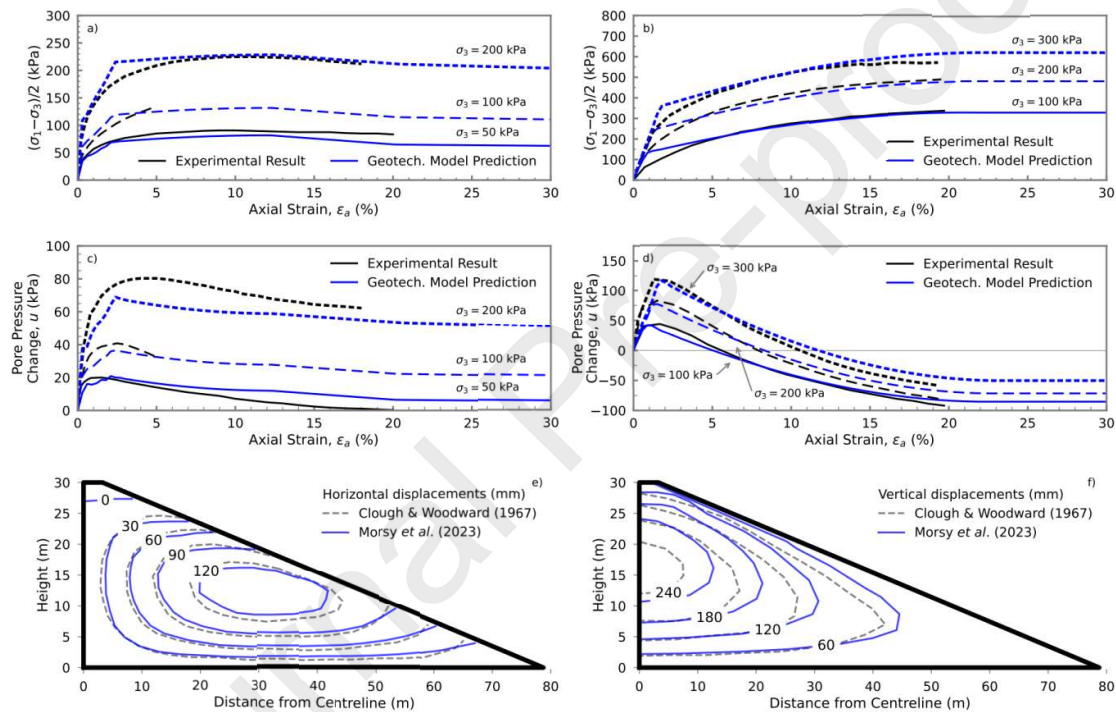 a)
300
250
200
150
100
50
0
(σ₁−σ₃)/2 (kPa)
σ₃ = 200 kPa
σ₃ = 100 kPa
σ₃ = 50 kPa
Experimental Result
Geotech. Model Prediction
0 5 10 15 20 25 30
Axial Strain, εₐ (%)
b)
800
700
600
500
400
300
200
100
0
(σ₁−σ₃)/2 (kPa)
σ₃ = 300 kPa
σ₃ = 200 kPa
σ₃ = 100 kPa
Experimental Result
Geotech. Model Prediction
0 5 10 15 20 25 30
Axial Strain, εₐ (%)
c)
100
80
60
40
20
0
Pore Pressure
Change, u (kPa)
Experimental Result
Geotech. Model Prediction
σ₃ = 200 kPa
σ₃ = 100 kPa
σ₃ = 50 kPa
0 5 10 15 20 25 30
Axial Strain, εₐ (%)
d)
150
100
50
0
−50
−100
Pore Pressure
Change, u (kPa)
σ₃ = 300 kPa
Experimental Result
Geotech. Model Prediction
σ₃ = 100 kPa
σ₃ = 200 kPa
0 5 10 15 20 25 30
Axial Strain, εₐ (%)
e)
Horizontal displacements (mm)
Clough & Woodward (1967)
Morsy et al. (2023)
30
25
20
15
10
5
0
Height (m)
0
30
60
90
120
0 10 20 30 40 50 60 70 80
Distance from Centreline (m)
f)
Vertical displacements (mm)
Clough & Woodward (1967)
Morsy et al. (2023)
30
25
20
15
10
5
0
Height (m)
240
180
120
60
0 10 20 30 40 50 60 70 80
Distance from Centreline (m)